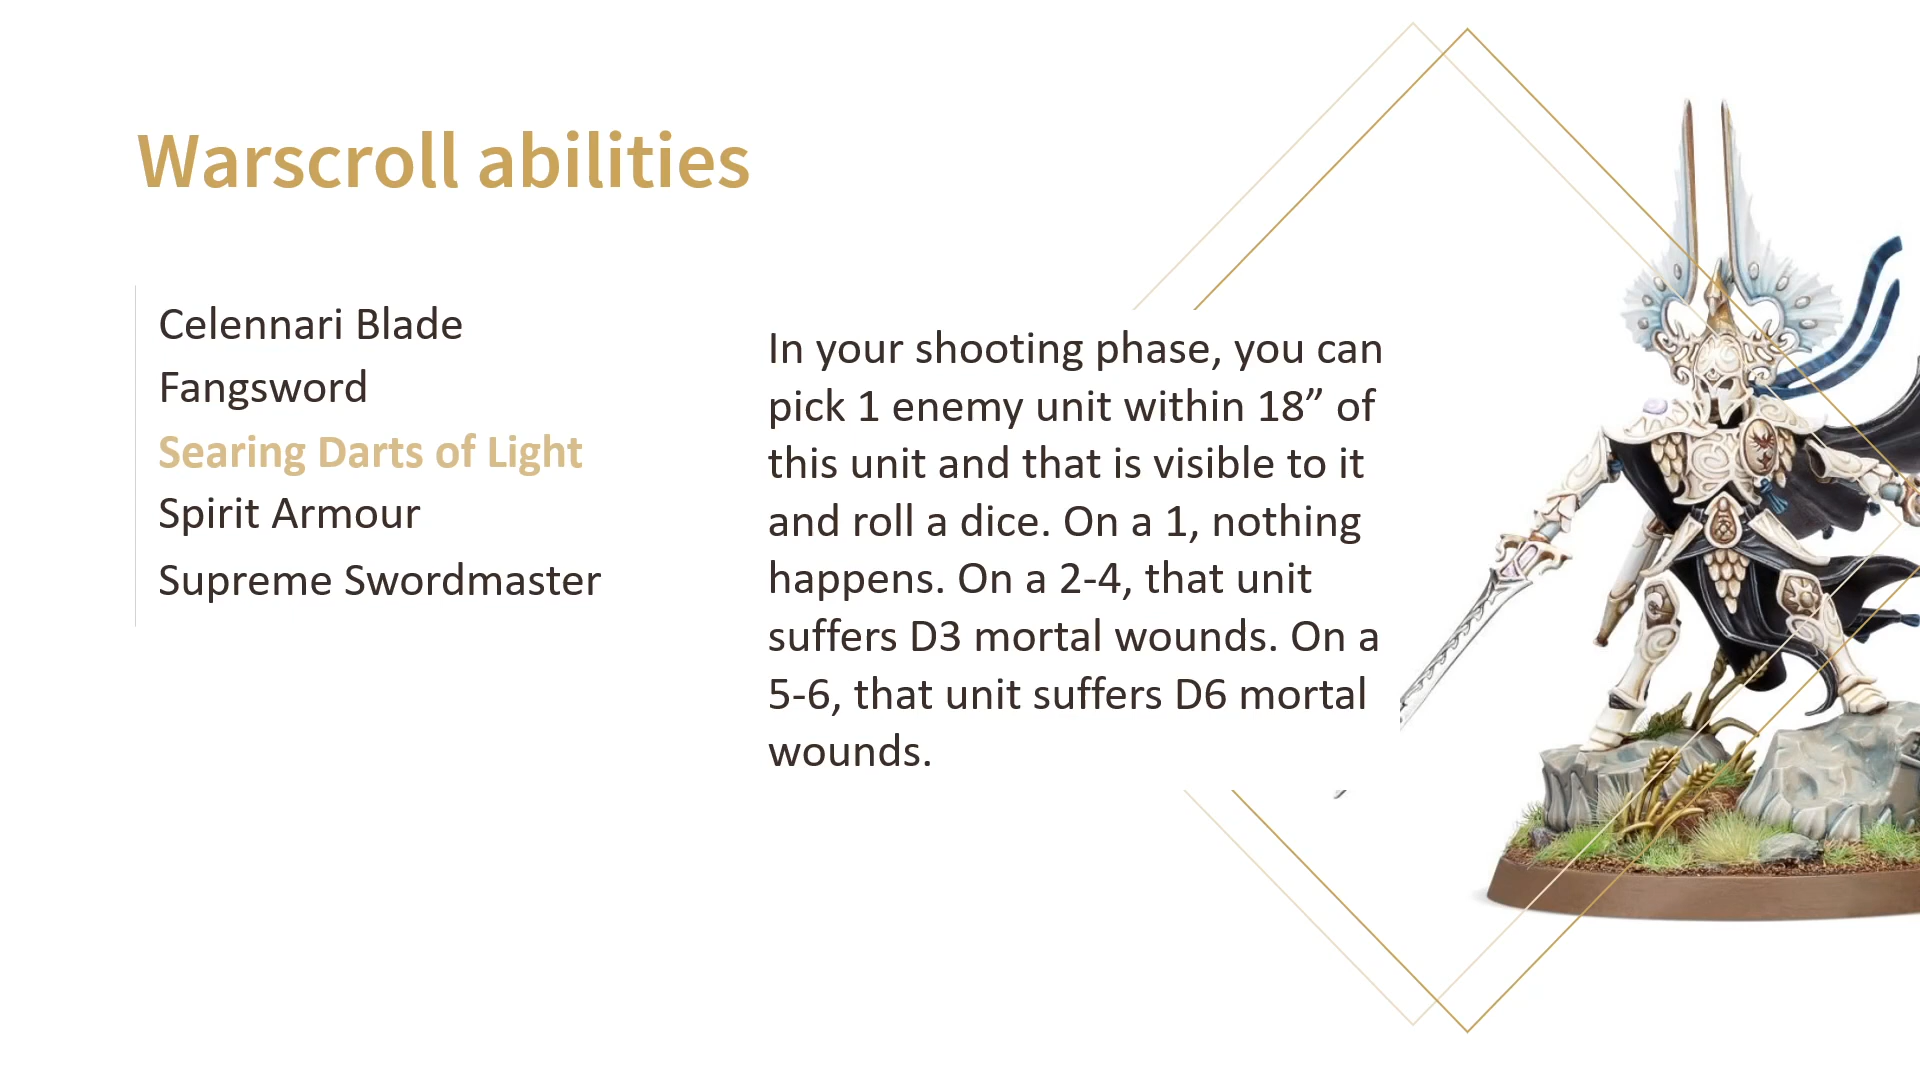 Warscroll abilities
Celennari Blade
Fangsword
Searing Darts of Light
Spirit Armour
Supreme Swordmaster
In your shooting phase, you can
pick 1 enemy unit within 18” of
this unit and that is visible to it
and roll a dice. On a 1, nothing
happens. On a 2-4, that unit
suffers D3 mortal wounds. On a
5-6, that unit suffers D6 mortal
wounds.